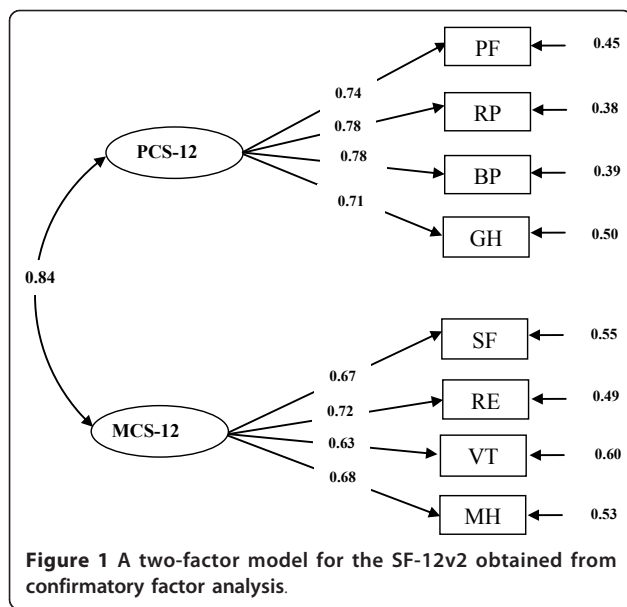 PF
0.45
0.74
RP
0.38
0.78
PCS-12
0.78
BP
0.39
0.71
GH
0.50
0.84
SF
0.55
0.67
RE
0.49
0.72
MCS-12
0.63
VT
0.60
0.68
MH
0.53
Figure 1 A two-factor model for the SF-12v2 obtained from
confirmatory factor analysis.